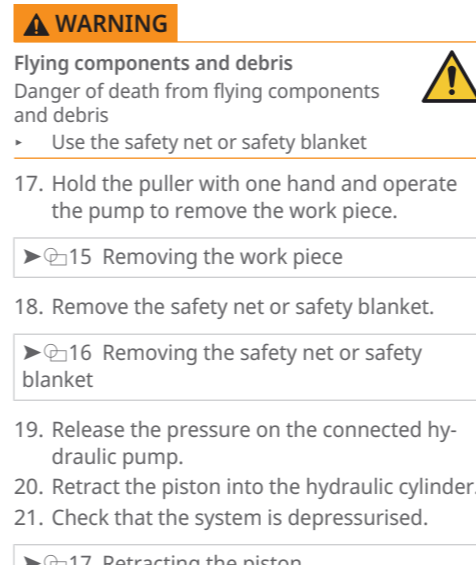 WARNING
Flying components and debris
Danger of death from flying components
and debris
‣ Use the safety net or safety blanket
17. Hold the puller with one hand and operate
the pump to remove the work piece.
➤ 15 Removing the work piece
18. Remove the safety net or safety blanket.
➤ 16 Removing the safety net or safety
blanket
19. Release the pressure on the connected hy-
draulic pump.
20. Retract the piston into the hydraulic cylinder.
21. Check that the system is depressurised.
➤ 17 Retracting the piston